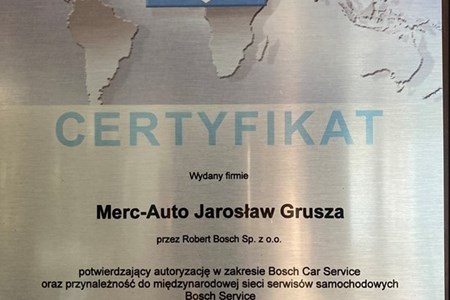 CERTYFIKAT
Wydany firmie
Merc-Auto Jarosław Grusza
przez Robert Bosch Sp. z o.o.
potwierdzający autoryzację w zakresie Bosch Car Service
oraz przynależność do międzynarodowej sieci serwisów samochodowych
Bosch Service